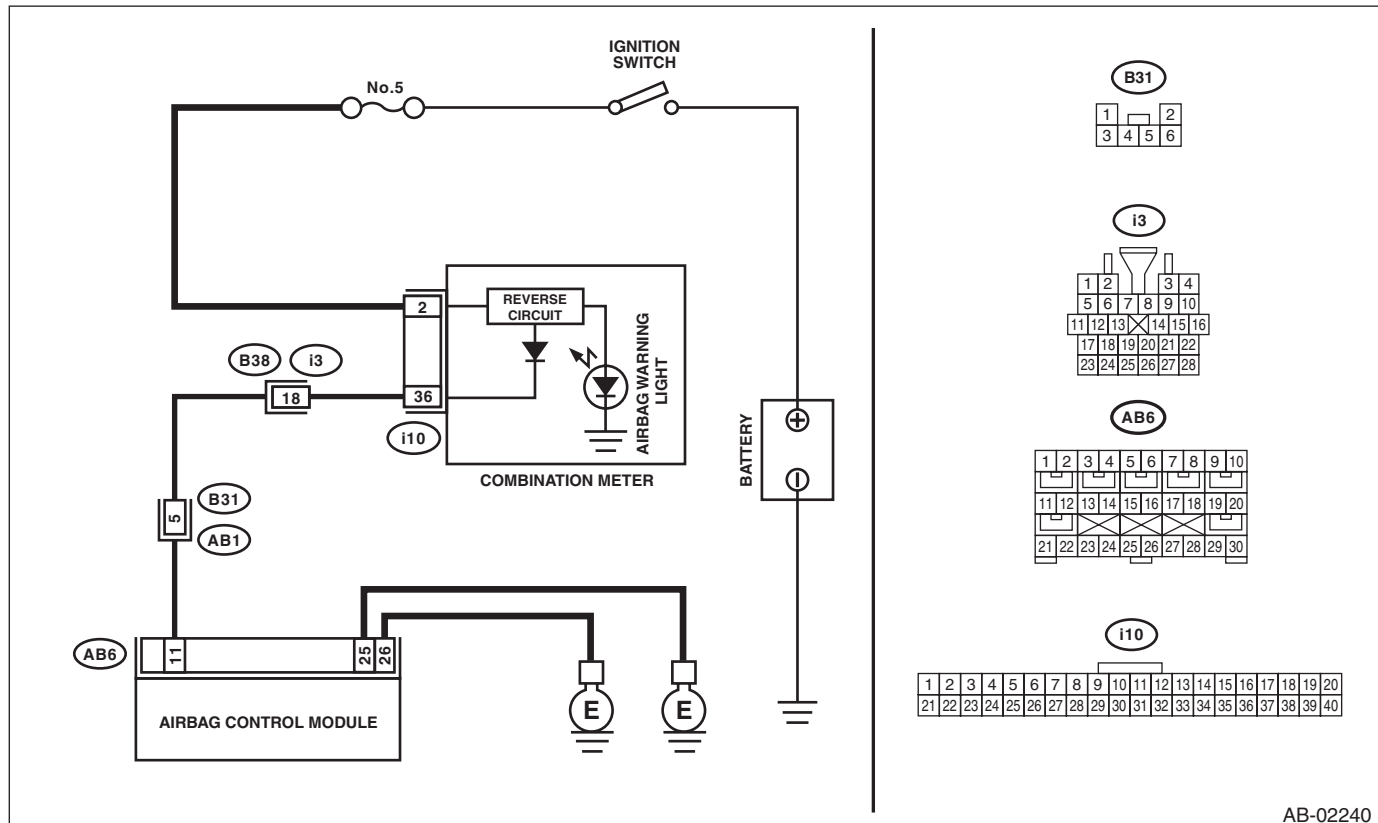 IGNITION
SWITCH
No.5
2
REVERSE
CIRCUIT
AIRBAG WARNING
LIGHT
B38 i3
18
36
i10
COMBINATION METER
BATTERY
+
-
5
B31
AB1
AB6
11
25
26
AIRBAG CONTROL MODULE
E E
B31
1 2
3 4 5 6
i3
1 2 3 4
5 6 7 8 9 10
11 12 13 14 15 16
17 18 19 20 21 22
23 24 25 26 27 28
AB6
1 2 3 4 5 6 7 8 9 10
11 12 13 14 15 16 17 18 19 20
21 22 23 24 25 26 27 28 29 30
i10
1 2 3 4 5 6 7 8 9 10 11 12 13 14 15 16 17 18 19 20
21 22 23 24 25 26 27 28 29 30 31 32 33 34 35 36 37 38 39 40
AB-02240